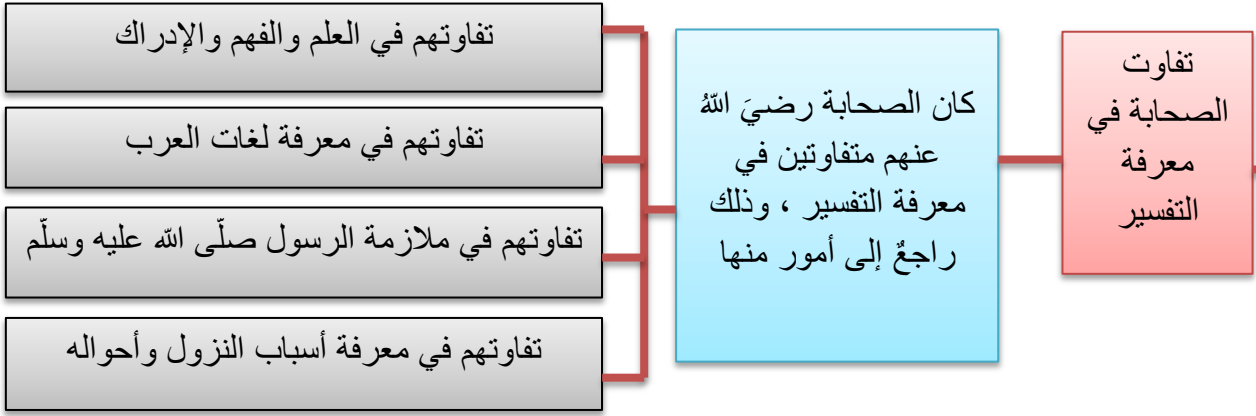 تفاوت
الصحابة في
معرفة
التفسير
كان الصحابة رضيَ اللهُ
عنهم متفاوتين في
معرفة التفسير ، وذلك
راجعٌ إلى أمور منها
تفاوتهم في العلم والفهم والإدراك
تفاوتهم في معرفة لغات العرب
تفاوتهم في ملازمة الرسول صلّى الله عليه وسلّم
تفاوتهم في معرفة أسباب النزول وأحواله